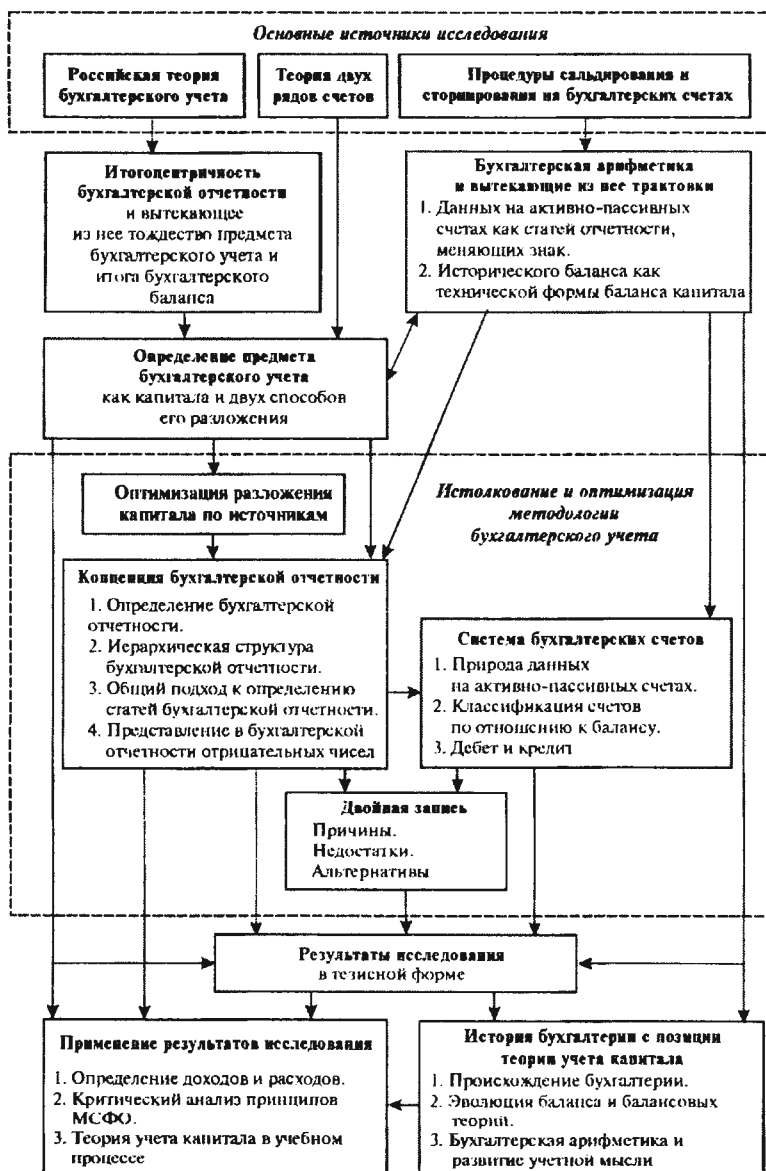 Основные источники исследования
Российская теория
бухгалтерского учета
Теория двух
рядов счетов
Процедуры сальдирования и
сторнирования на бухгалтерских счетах
Итогоцентричность
бухгалтерской отчетности
и вытекающее
из нее тождество предмета
бухгалтерского учета и
итога бухгалтерского
баланса
Бухгалтерская арифметика
и вытекающие из нее трактовки
1. Данных на активно-пассивных
счетах как статей отчетности,
меняющих знак.
2. Исторического баланса как
технической формы баланса капитала
Определение предмета
бухгалтерского учета
как капитала и двух способов
его разложения
Оптимизация разложения
капитала по источникам
Истолкование и оптимизация
методологии
бухгалтерского учета
Концепция бухгалтерской отчетности
1. Определение бухгалтерской
отчетности.
2. Иерархическая структура
бухгалтерской отчетности.
3. Общий подход к определению
статей бухгалтерской отчетности.
4. Представление в бухгалтерской
отчетности отрицательных чисел
Система бухгалтерских счетов
1. Природа данных
на активно-пассивных счетах.
2. Классификация счетов
по отношению к балансу.
3. Дебет и кредит
Двойная запись
Причины.
Недостатки.
Альтернативы
Результаты исследования
в тезисной форме
Применение результатов исследования
1. Определение доходов и расходов.
2. Критический анализ принципов
МСФО.
3. Теория учета капитала в учебном
процессе
История бухгалтерии с позиции
теории учета капитала
1. Происхождение бухгалтерии.
2. Эволюция баланса и балансовых
теорий.
3. Бухгалтерская арифметика и
развитие учетной мысли